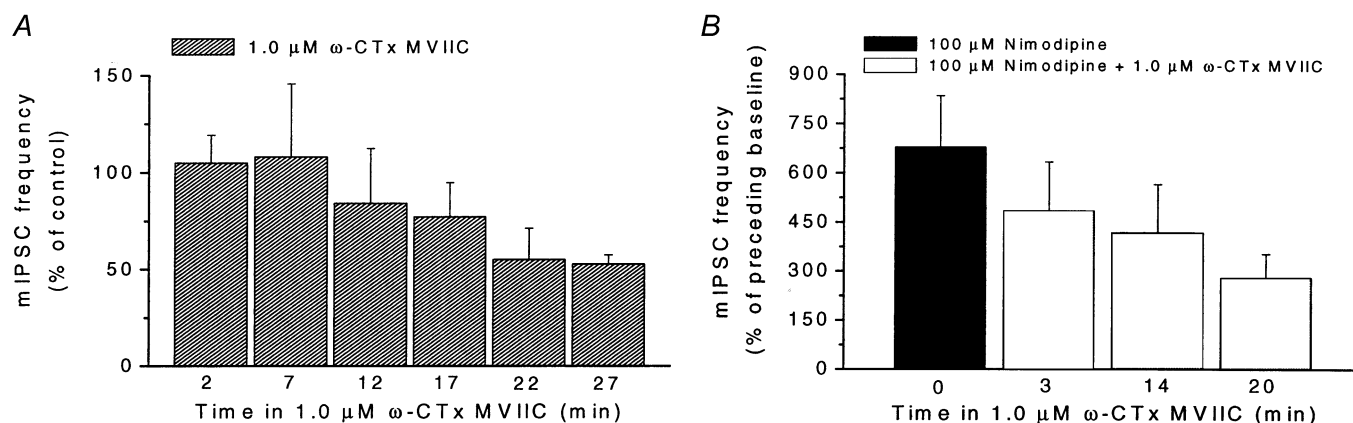 A
1.0 μM ω-CTx MVIIC
150
100
50
0
mIPSC frequency
(% of control)
2 7 12 17 22 27
Time in 1.0 μM ω-CTx MVIIC (min)
B
100 μM Nimodipine
100 μM Nimodipine + 1.0 μM ω-CTx MVIIC
900
750
600
450
300
150
0
mIPSC frequency
(% of preceding baseline)
0 3 14 20
Time in 1.0 μM ω-CTx MVIIC (min)